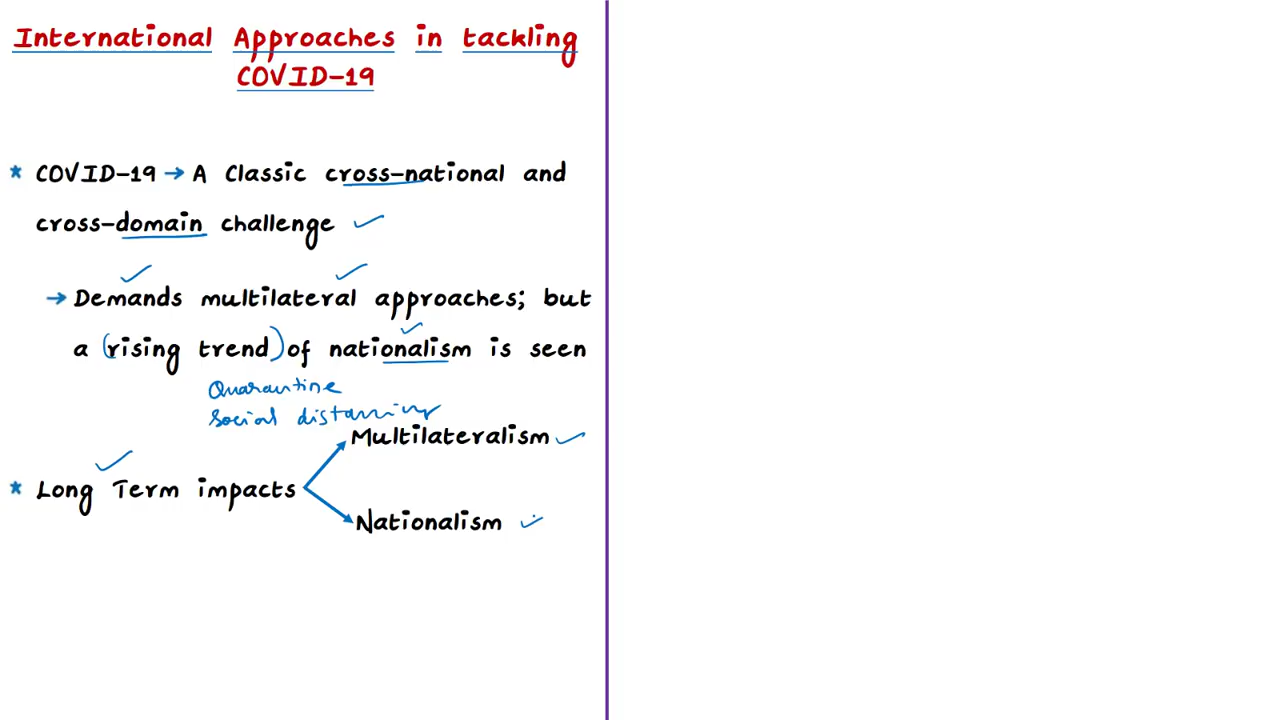 International Approaches in tackling
COVID-19
* COVID-19 → A Classic cross-national and
cross-domain challenge
→ Demands multilateral approaches; but
a (rising trend) of nationalism is seen
Quarantine
Social distancing
Multilateralism
* Long Term impacts
Nationalism